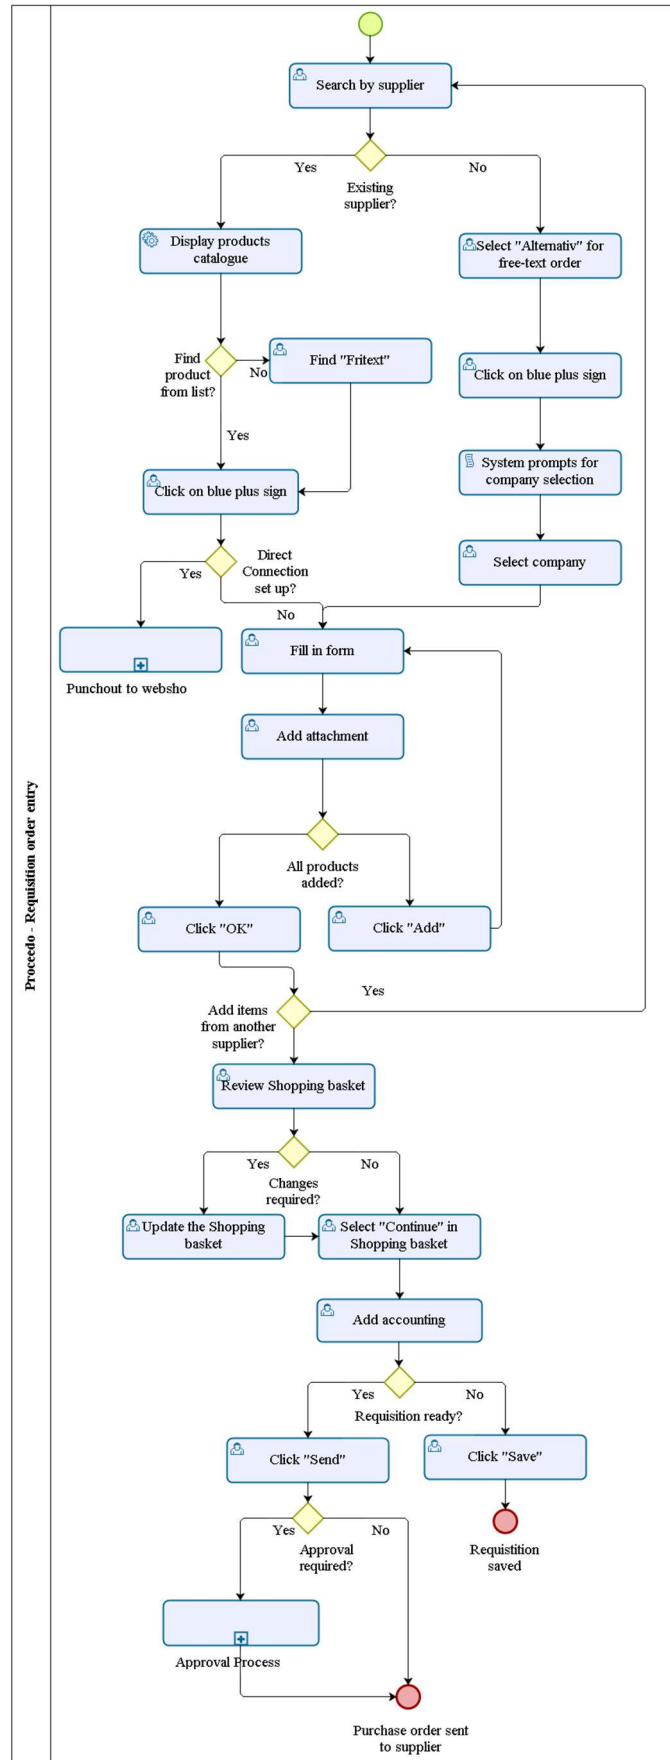 Proceedo - Requisition order entry
Search by supplier
Yes
No
Existing
supplier?
Display products
catalogue
Select "Alternativ" for
free-text order
Find
product
from list?
No
Find "Fritext"
Click on blue plus sign
Yes
System prompts for
company selection
Click on blue plus sign
Direct
Connection
set up?
Yes
Select company
No
Fill in form
Punchout to websho
Add attachment
All products
added?
Click "OK"
Click "Add"
Yes
Add items
from another
supplier?
Review Shopping basket
Yes
No
Changes
required?
Update the Shopping
basket
Select "Continue" in
Shopping basket
Add accounting
Yes
No
Requisition ready?
Click "Send"
Click "Save"
Yes
No
Approval
required?
Requistition
saved
Approval Process
Purchase order sent
to supplier